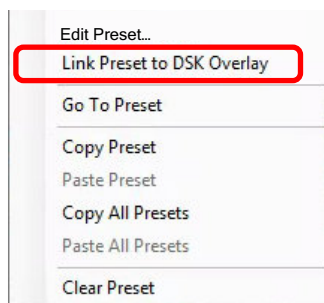 Edit Preset...
Link Preset to DSK Overlay
Go To Preset
Copy Preset
Paste Preset
Copy All Presets
Paste All Presets
Clear Preset